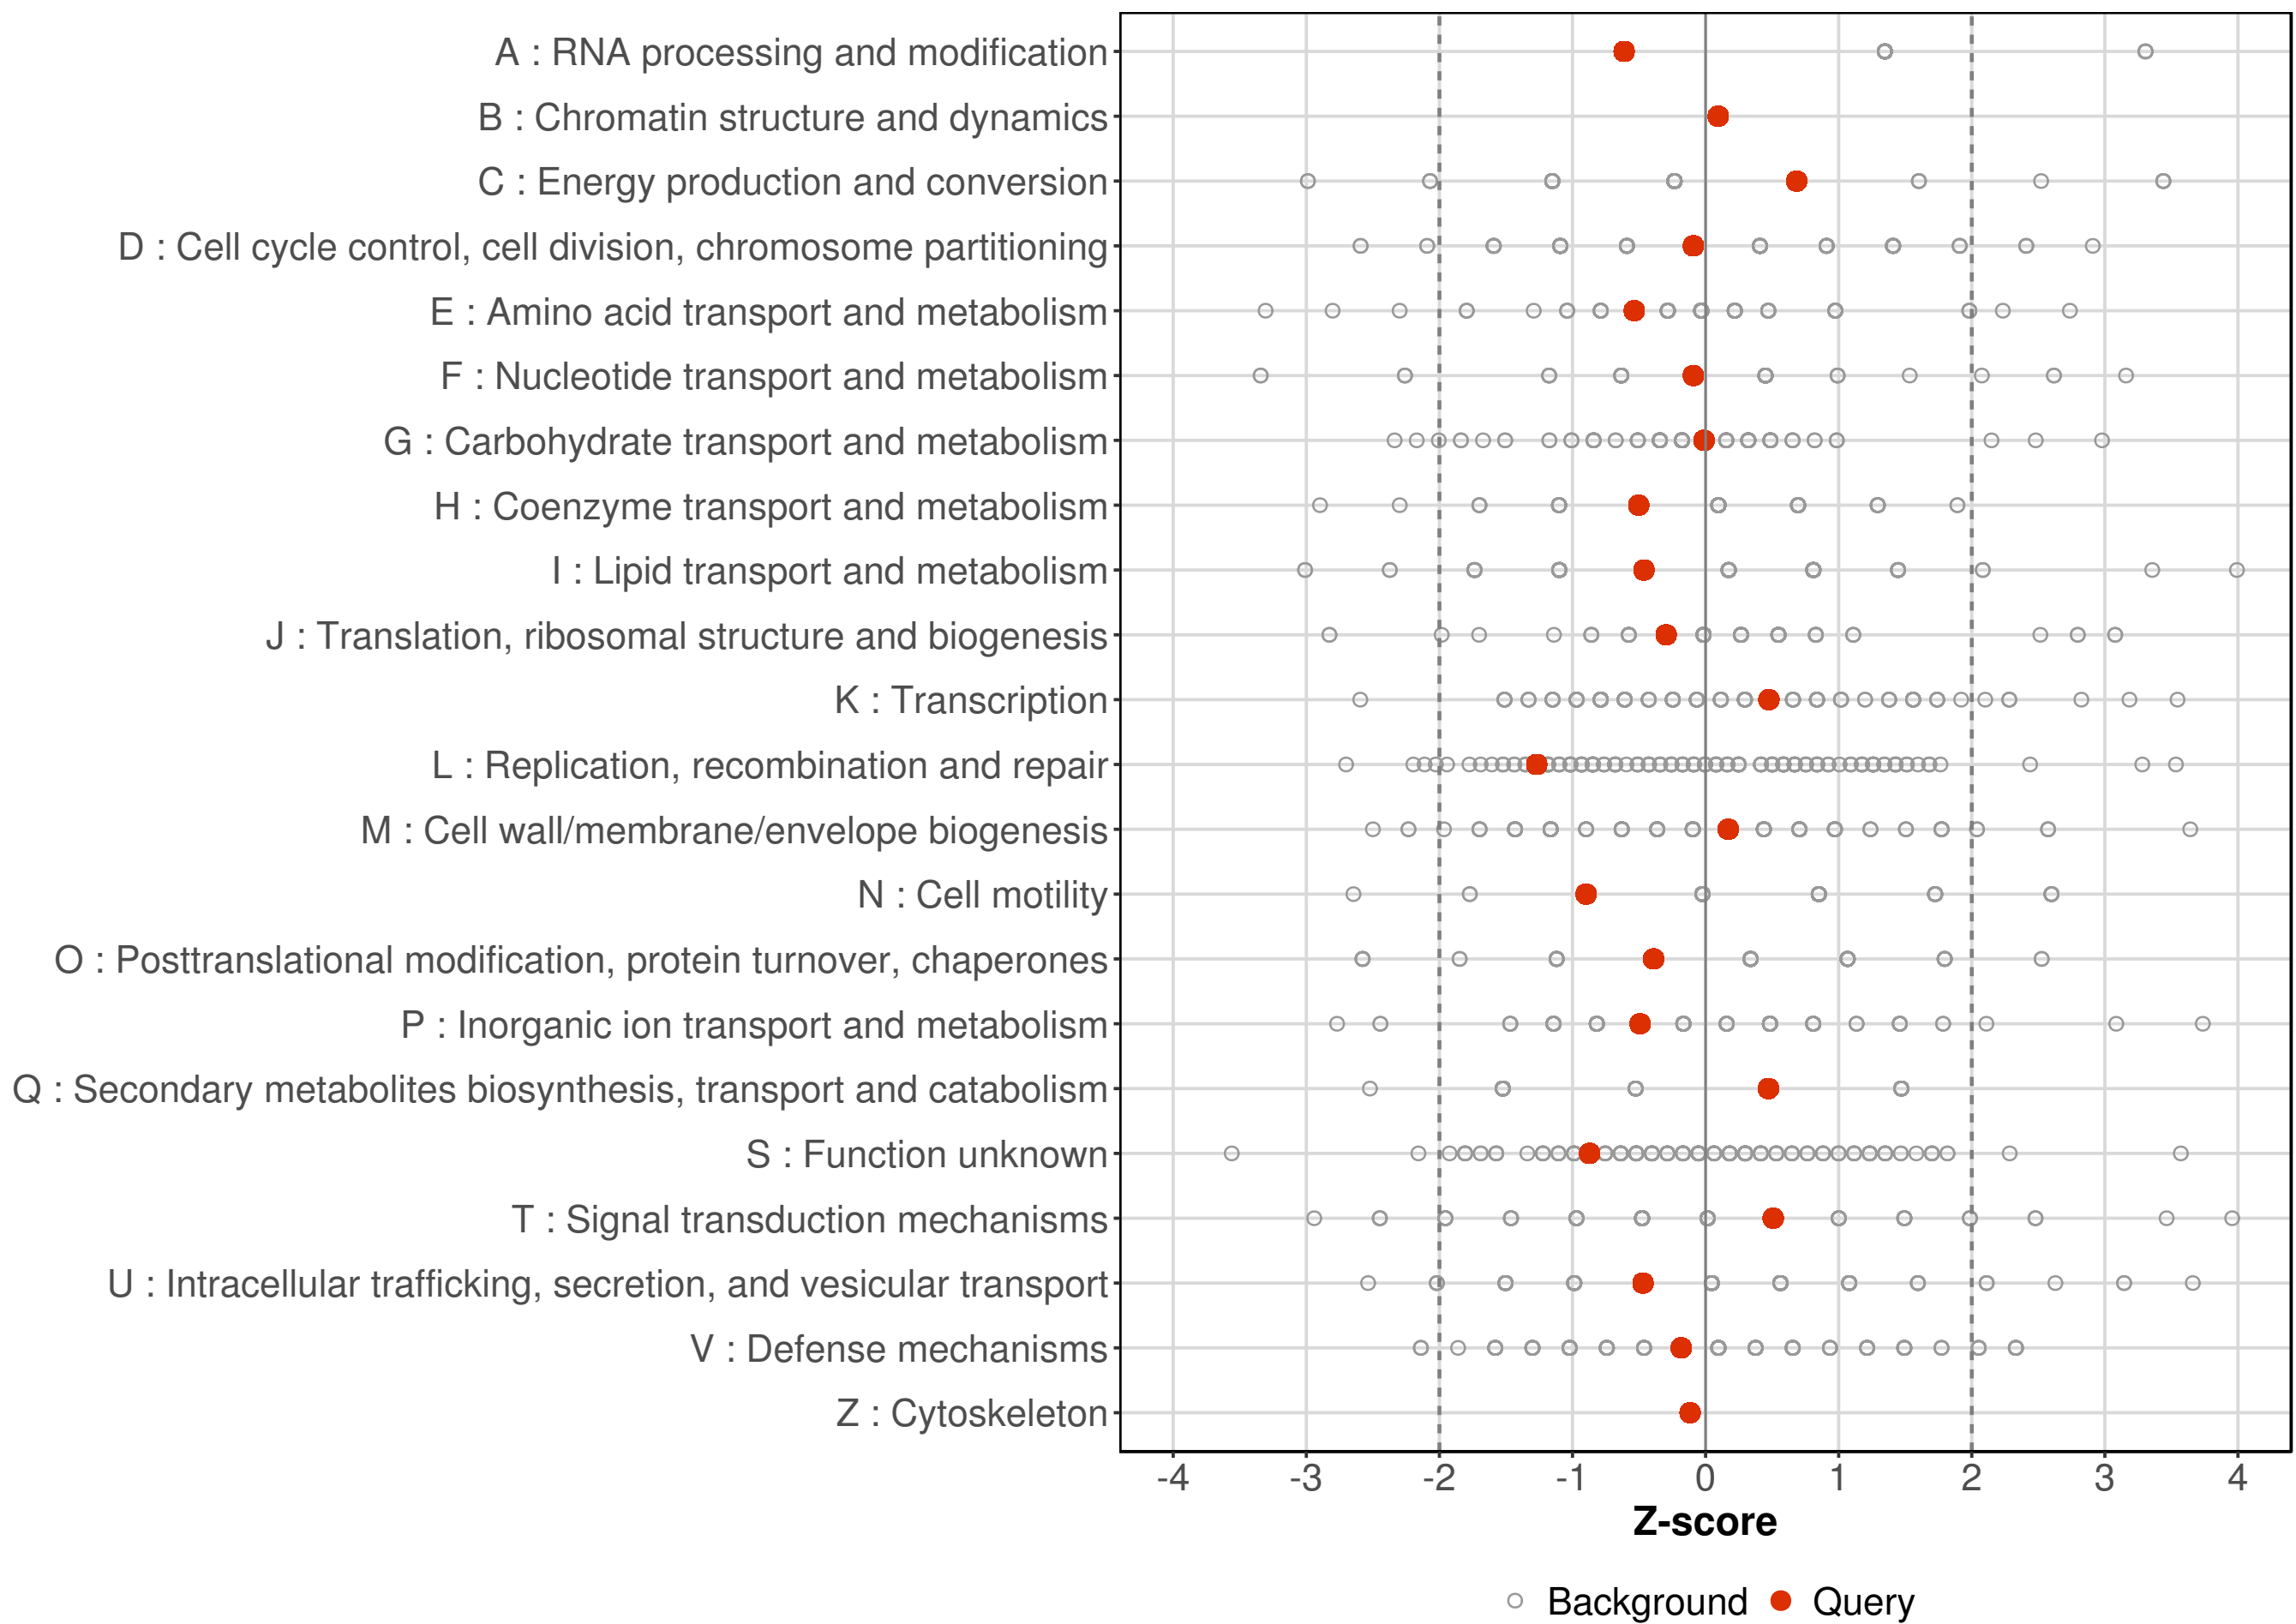 A : RNA processing and modification
B : Chromatin structure and dynamics
C : Energy production and conversion
D : Cell cycle control, cell division, chromosome partitioning
E : Amino acid transport and metabolism
F : Nucleotide transport and metabolism
G : Carbohydrate transport and metabolism
H : Coenzyme transport and metabolism
I : Lipid transport and metabolism
J : Translation, ribosomal structure and biogenesis
K : Transcription
L : Replication, recombination and repair
M : Cell wall/membrane/envelope biogenesis
N : Cell motility
O : Posttranslational modification, protein turnover, chaperones
P : Inorganic ion transport and metabolism
Q : Secondary metabolites biosynthesis, transport and catabolism
S : Function unknown
T : Signal transduction mechanisms
U : Intracellular trafficking, secretion, and vesicular transport
V : Defense mechanisms
Z : Cytoskeleton
-4 -3 -2 -1 0 1 2 3 4
Z-score
Background Query